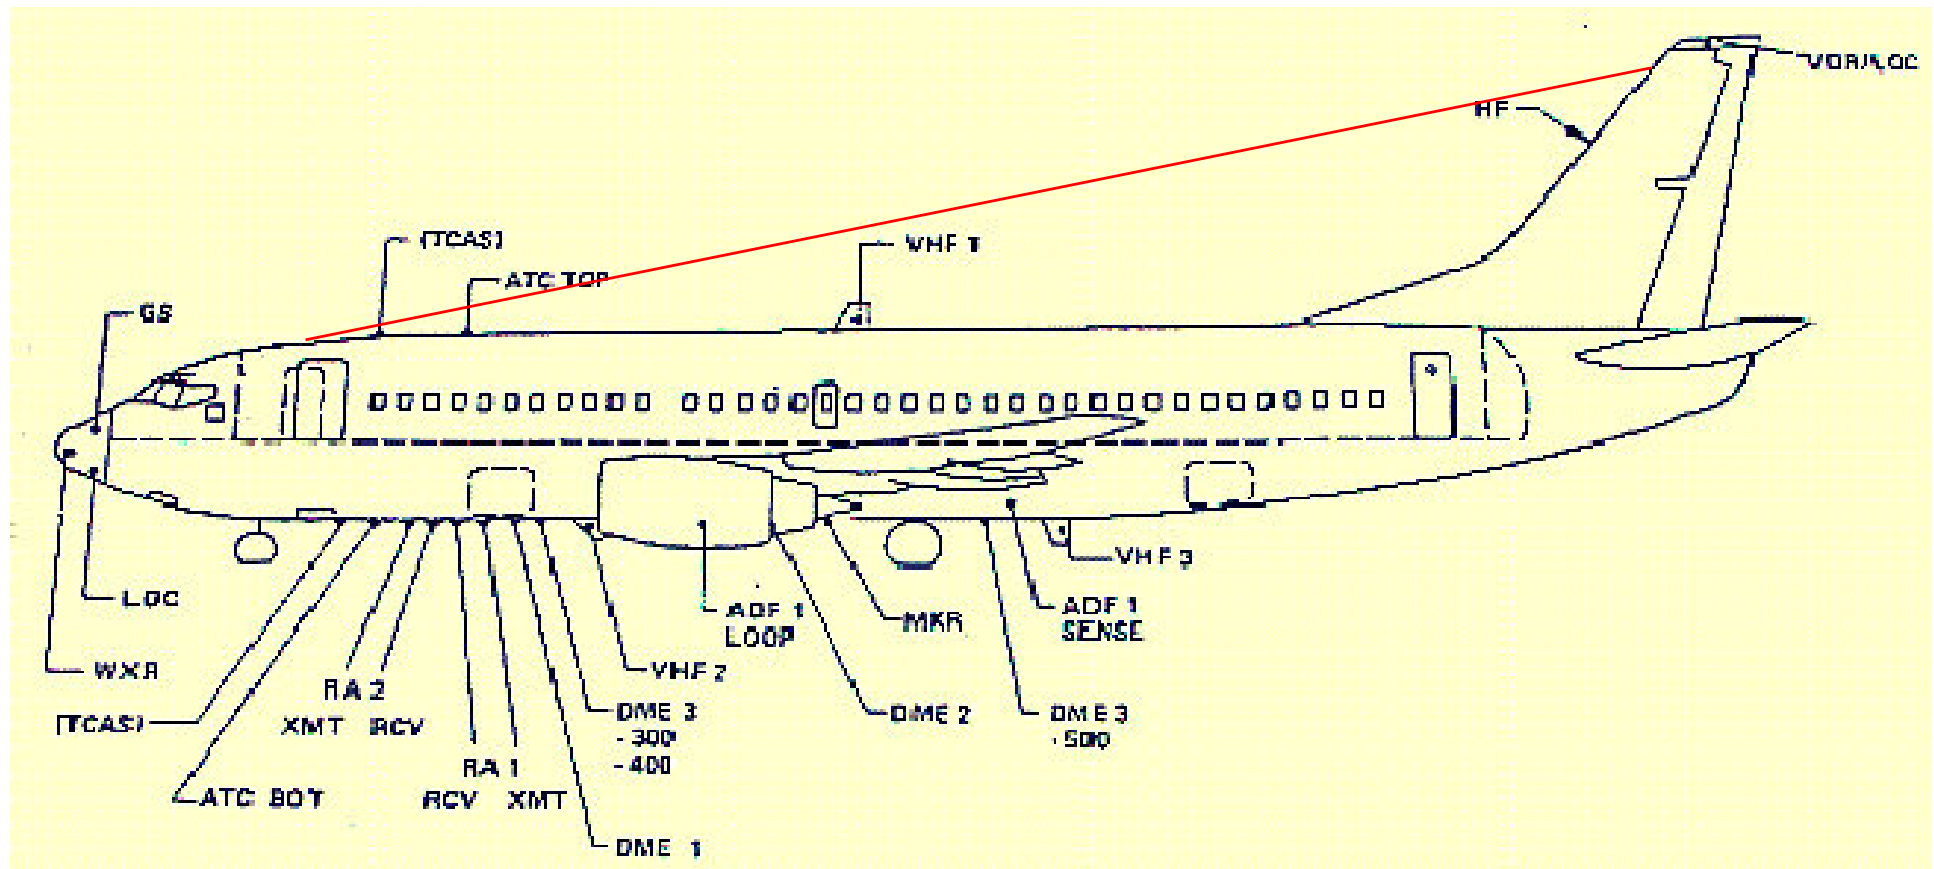 VOR/LOC
HF
(TCAS)
VHF 1
ATC TOP
GS
VHF 3
LOC
ADF 1
LOOP
MKR
ADF 1
SENSE
WXR
VHF 2
RA 2
XMT RCV
(TCAS)
DME 3
-300
-400
DME 2
DME 3
-500
RA 1
RCV XMT
ATC BOT
DME 1